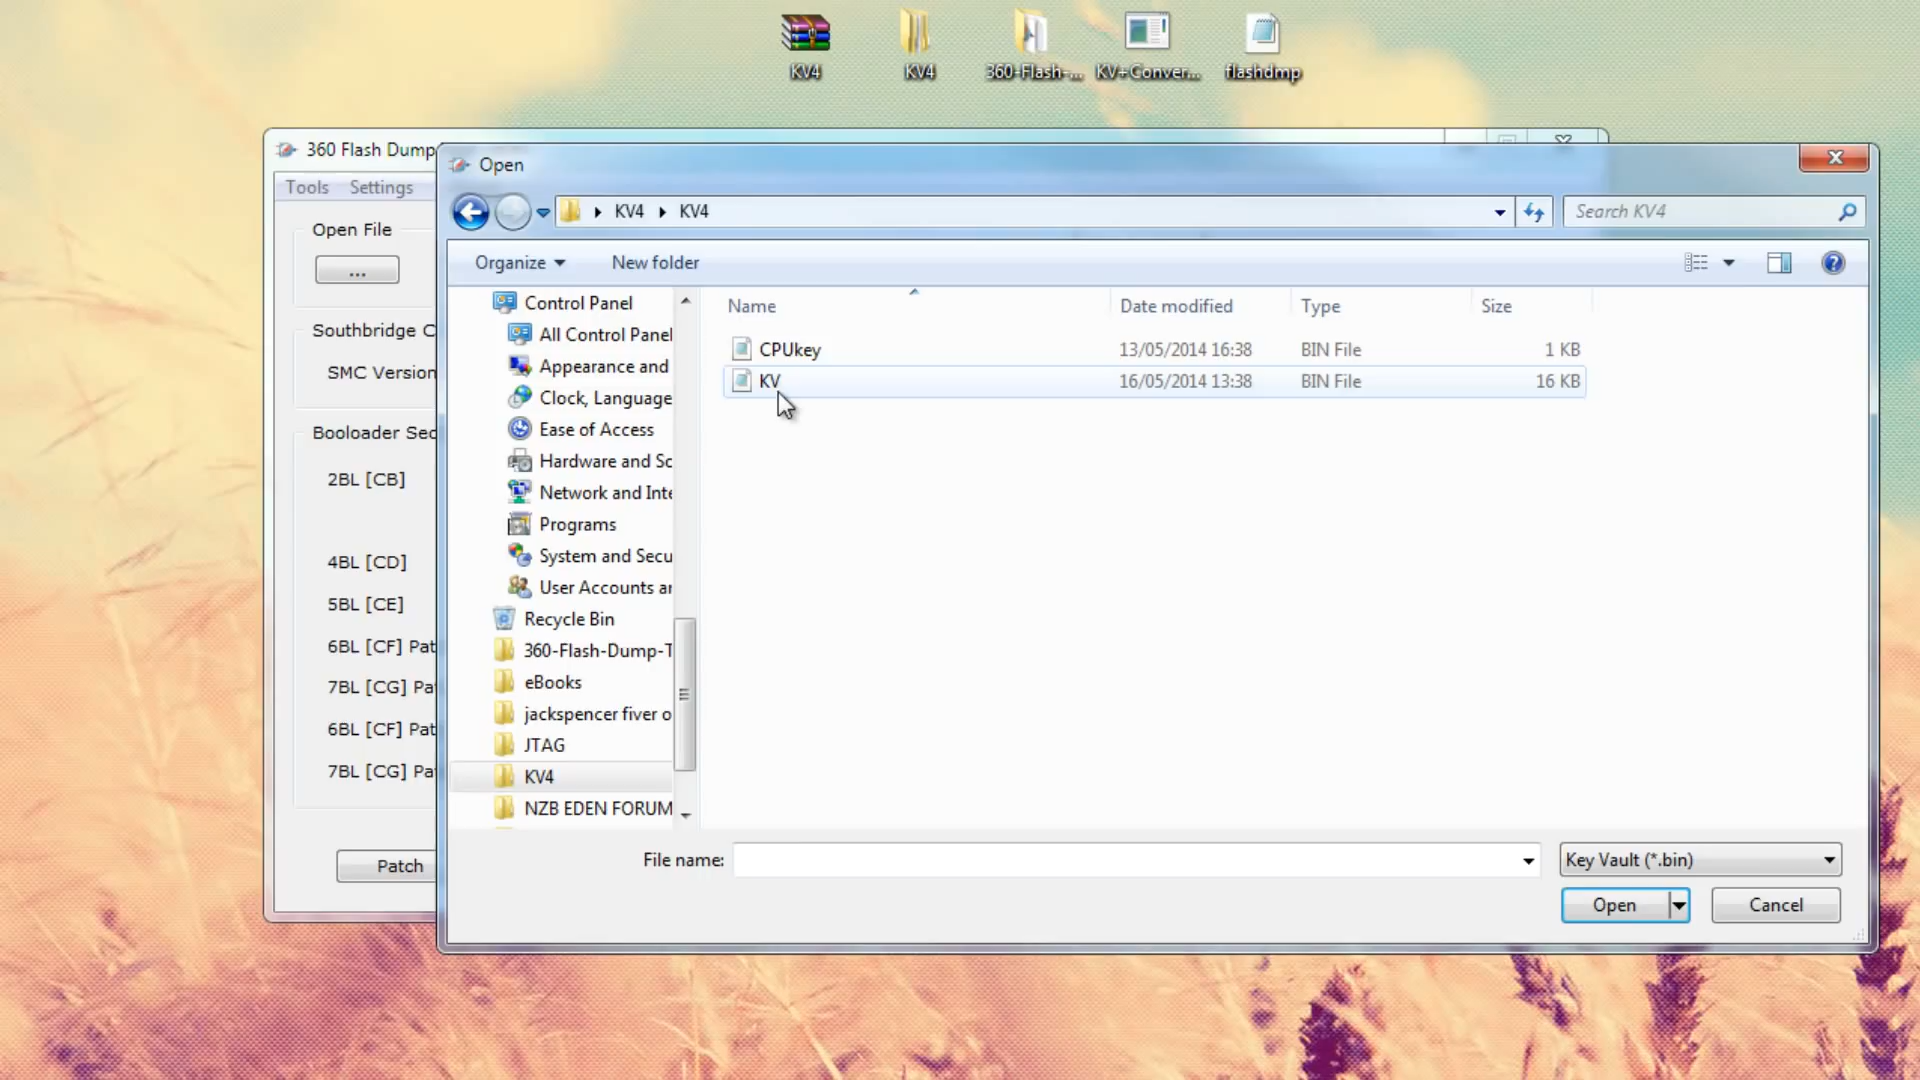 KV4
KV4
360-Flash-...
KV+Conver...
flashdmp
360 Flash Dump
Tools Settings
Open File
...
Southbridge C
SMC Version
Booloader Sec
2BL [CB]
4BL [CD]
5BL [CE]
6BL [CF] Pat
7BL [CG] Pa
6BL [CF] Pat
7BL [CG] Pa
Patch
Open
KV4 KV4
Search KV4
Organize New folder
Control Panel
All Control Panel
Appearance and
Clock, Language
Ease of Access
Hardware and So
Network and Inte
Programs
System and Secu
User Accounts an
Recycle Bin
360-Flash-Dump-T
eBooks
jackspencer fiver o
JTAG
KV4
NZB EDEN FORUM
Name Date modified Type Size
CPUkey 13/05/2014 16:38 BIN File 1 KB
KV 16/05/2014 13:38 BIN File 16 KB
File name: Key Vault (*.bin)
Open Cancel